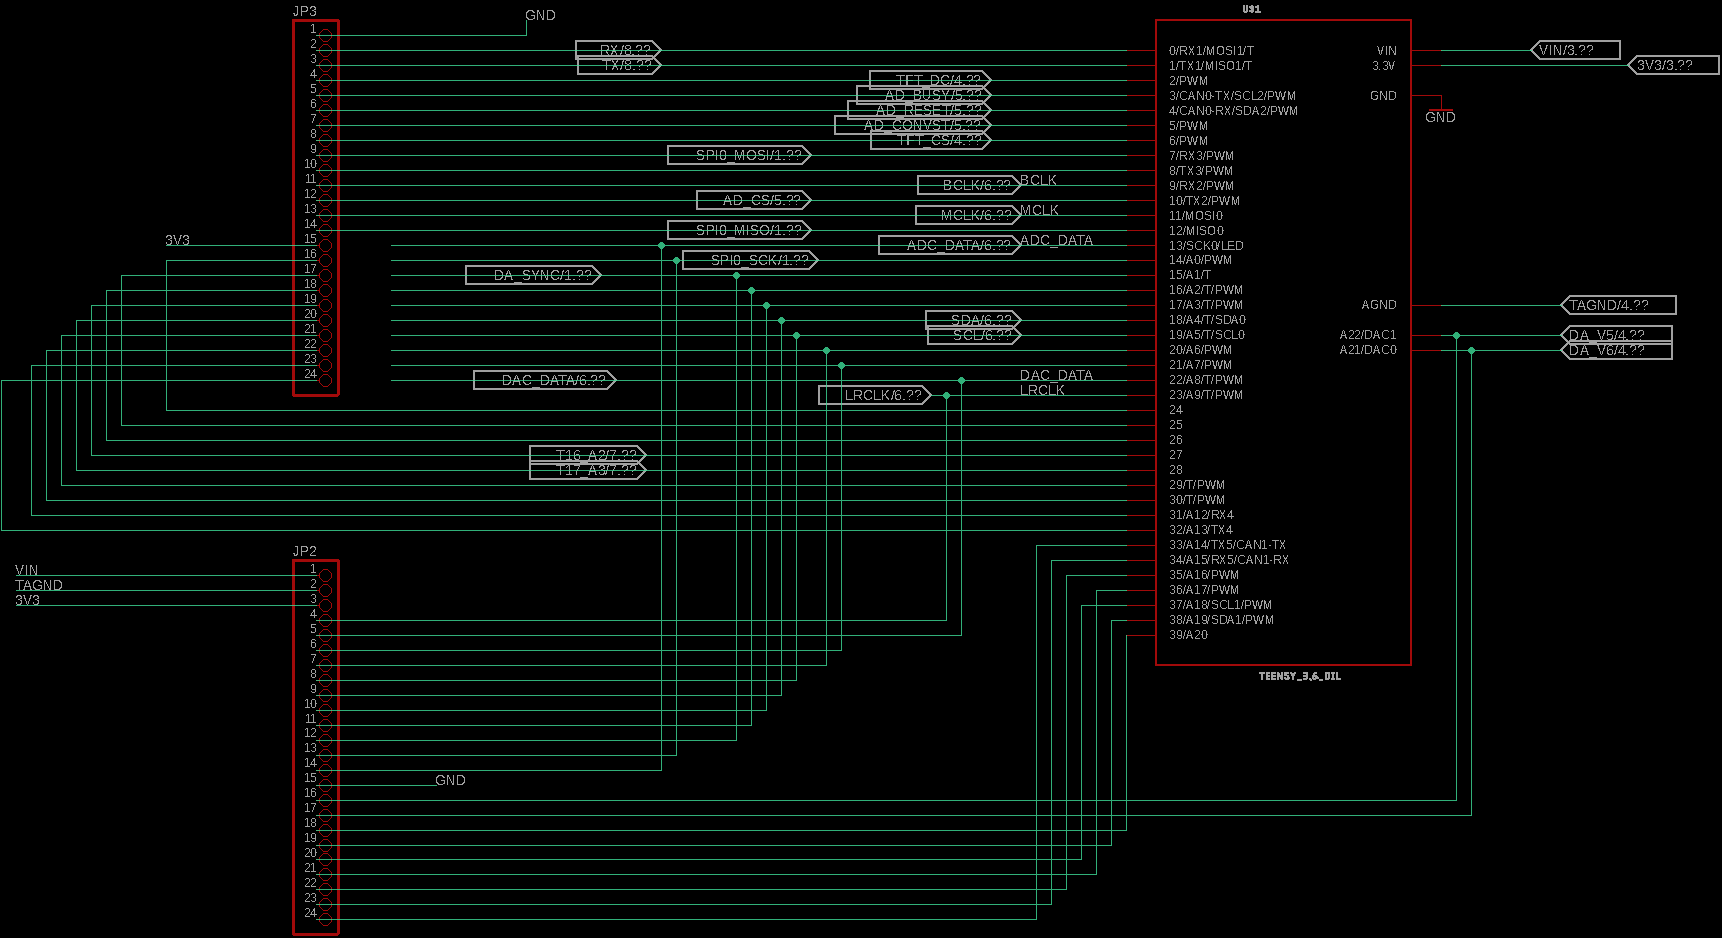 JP3
GND
1
2
3
4
5
6
7
8
9
10
11
12
13
14
15
16
17
18
19
20
21
22
23
24
3V3
RX/8.??
TX/8.??
TFT_DC/4.??
AD_BUSY/5.??
AD_RESET/5.??
AD_CONVST/5.??
TFT_CS/4.??
SPI0_MOSI/1.??
BCLK/6.?? BCLK
AD_CS/5.??
MCLK/6.?? MCLK
SPI0_MISO/1.??
ADC_DATA/6.?? ADC_DATA
SPI0_SCK/1.??
DA_SYNC/1.??
SDA/6.??
SCL/6.??
DAC_DATA/6.?? DAC_DATA
LRCLK/6.?? LRCLK
T16_A2/7.??
T17_A3/7.??
U$1
0/RX1/MOSI1/T
1/TX1/MISO1/T
2/PWM
3/CAN0-TX/SCL2/PWM
4/CAN0-RX/SDA2/PWM
5/PWM
6/PWM
7/RX3/PWM
8/TX3/PWM
9/RX2/PWM
10/TX2/PWM
11/MOSI0
12/MISO0
13/SCK0/LED
14/A0/PWM
15/A1/T
16/A2/T/PWM
17/A3/T/PWM
18/A4/T/SDA0
19/A5/T/SCL0
20/A6/PWM
21/A7/PWM
22/A8/T/PWM
23/A9/T/PWM
24
25
26
27
28
29/T/PWM
30/T/PWM
31/A12/RX4
32/A13/TX4
33/A14/TX5/CAN1-TX
34/A15/RX5/CAN1-RX
35/A16/PWM
36/A17/PWM
37/A18/SCL1/PWM
38/A19/SDA1/PWM
39/A20
VIN
3.3V
GND
AGND
A22/DAC1
A21/DAC0
TEENSY_3.6_DIL
VIN/3.??
3V3/3.??
GND
TAGND/4.??
DA_V5/4.??
DA_V6/4.??
JP2
VIN
TAGND
3V3
1
2
3
4
5
6
7
8
9
10
11
12
13
14
15
16
17
18
19
20
21
22
23
24
GND